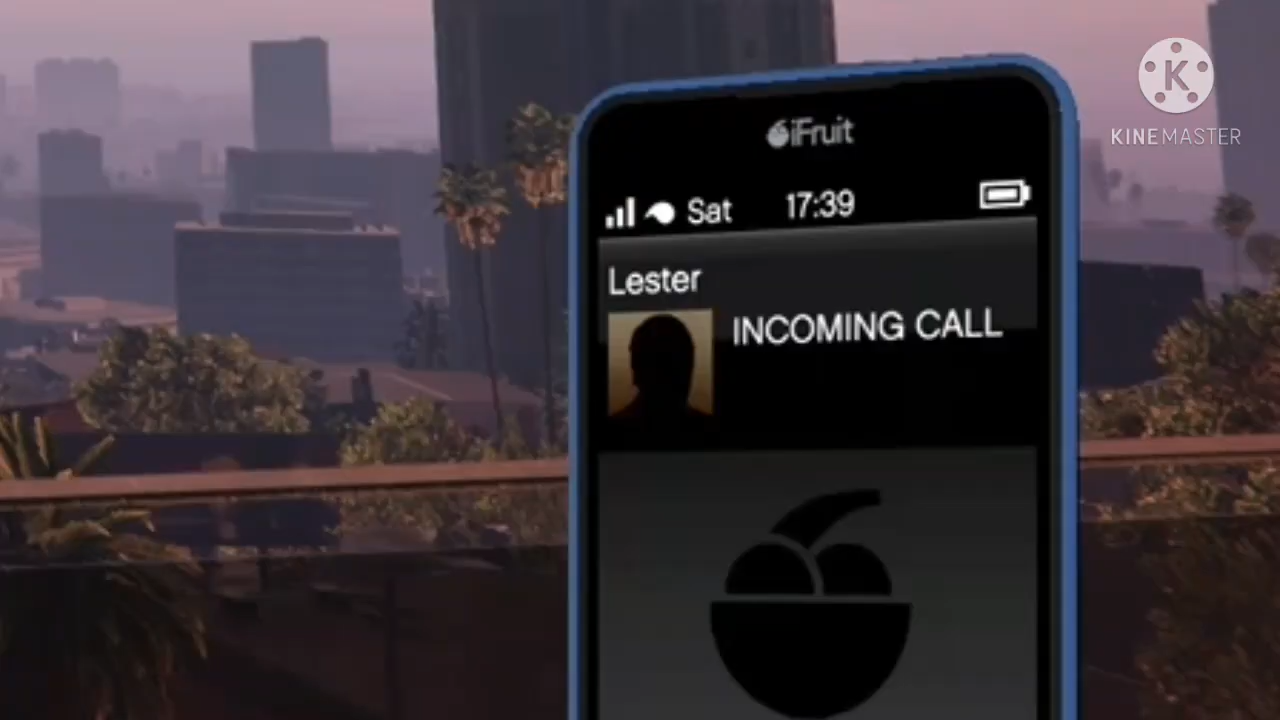 iFruit
Sat 17:39
Lester
INCOMING CALL
K
KINEMASTER